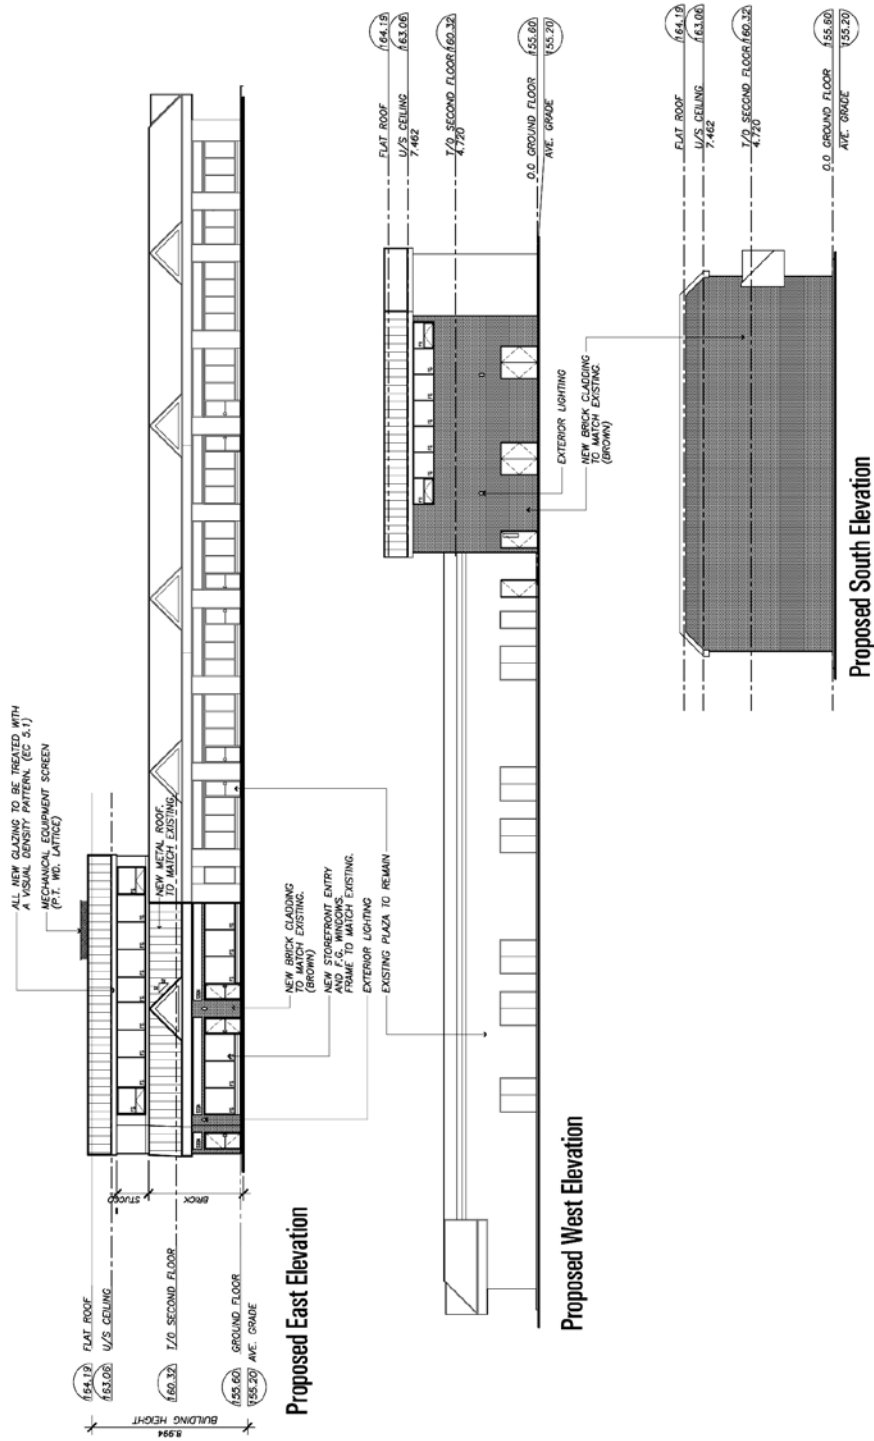 ALL NEW GLAZING TO BE TREATED WITH
A VISUAL DENSITY PATTERN. (EC 5.1)
MECHANICAL EQUIPMENT SCREEN
(P.T. WD. LATTICE)
NEW METAL ROOF.
TO MATCH EXISTING.
8.994
BUILDING HEIGHT
164.19
FLAT ROOF
163.06
U/S CEILING
160.32
T/O SECOND FLOOR
155.60
GROUND FLOOR
155.20
AVE. GRADE
STUCCO
BRICK
NEW BRICK CLADDING
TO MATCH EXISTING.
(BROWN)
NEW STOREFRONT ENTRY
AND F.G. WINDOWS.
FRAME TO MATCH EXISTING.
EXTERIOR LIGHTING
EXISTING PLAZA TO REMAIN
Proposed East Elevation
FLAT ROOF
164.19
U/S CEILING
163.06
7.462
T/O SECOND FLOOR
160.32
4.720
0.0 GROUND FLOOR
155.60
AVE. GRADE
155.20
EXTERIOR LIGHTING
NEW BRICK CLADDING
TO MATCH EXISTING.
(BROWN)
Proposed West Elevation
FLAT ROOF
164.19
U/S CEILING
163.06
7.462
T/O SECOND FLOOR
160.32
4.720
0.0 GROUND FLOOR
155.60
AVE. GRADE
155.20
Proposed South Elevation